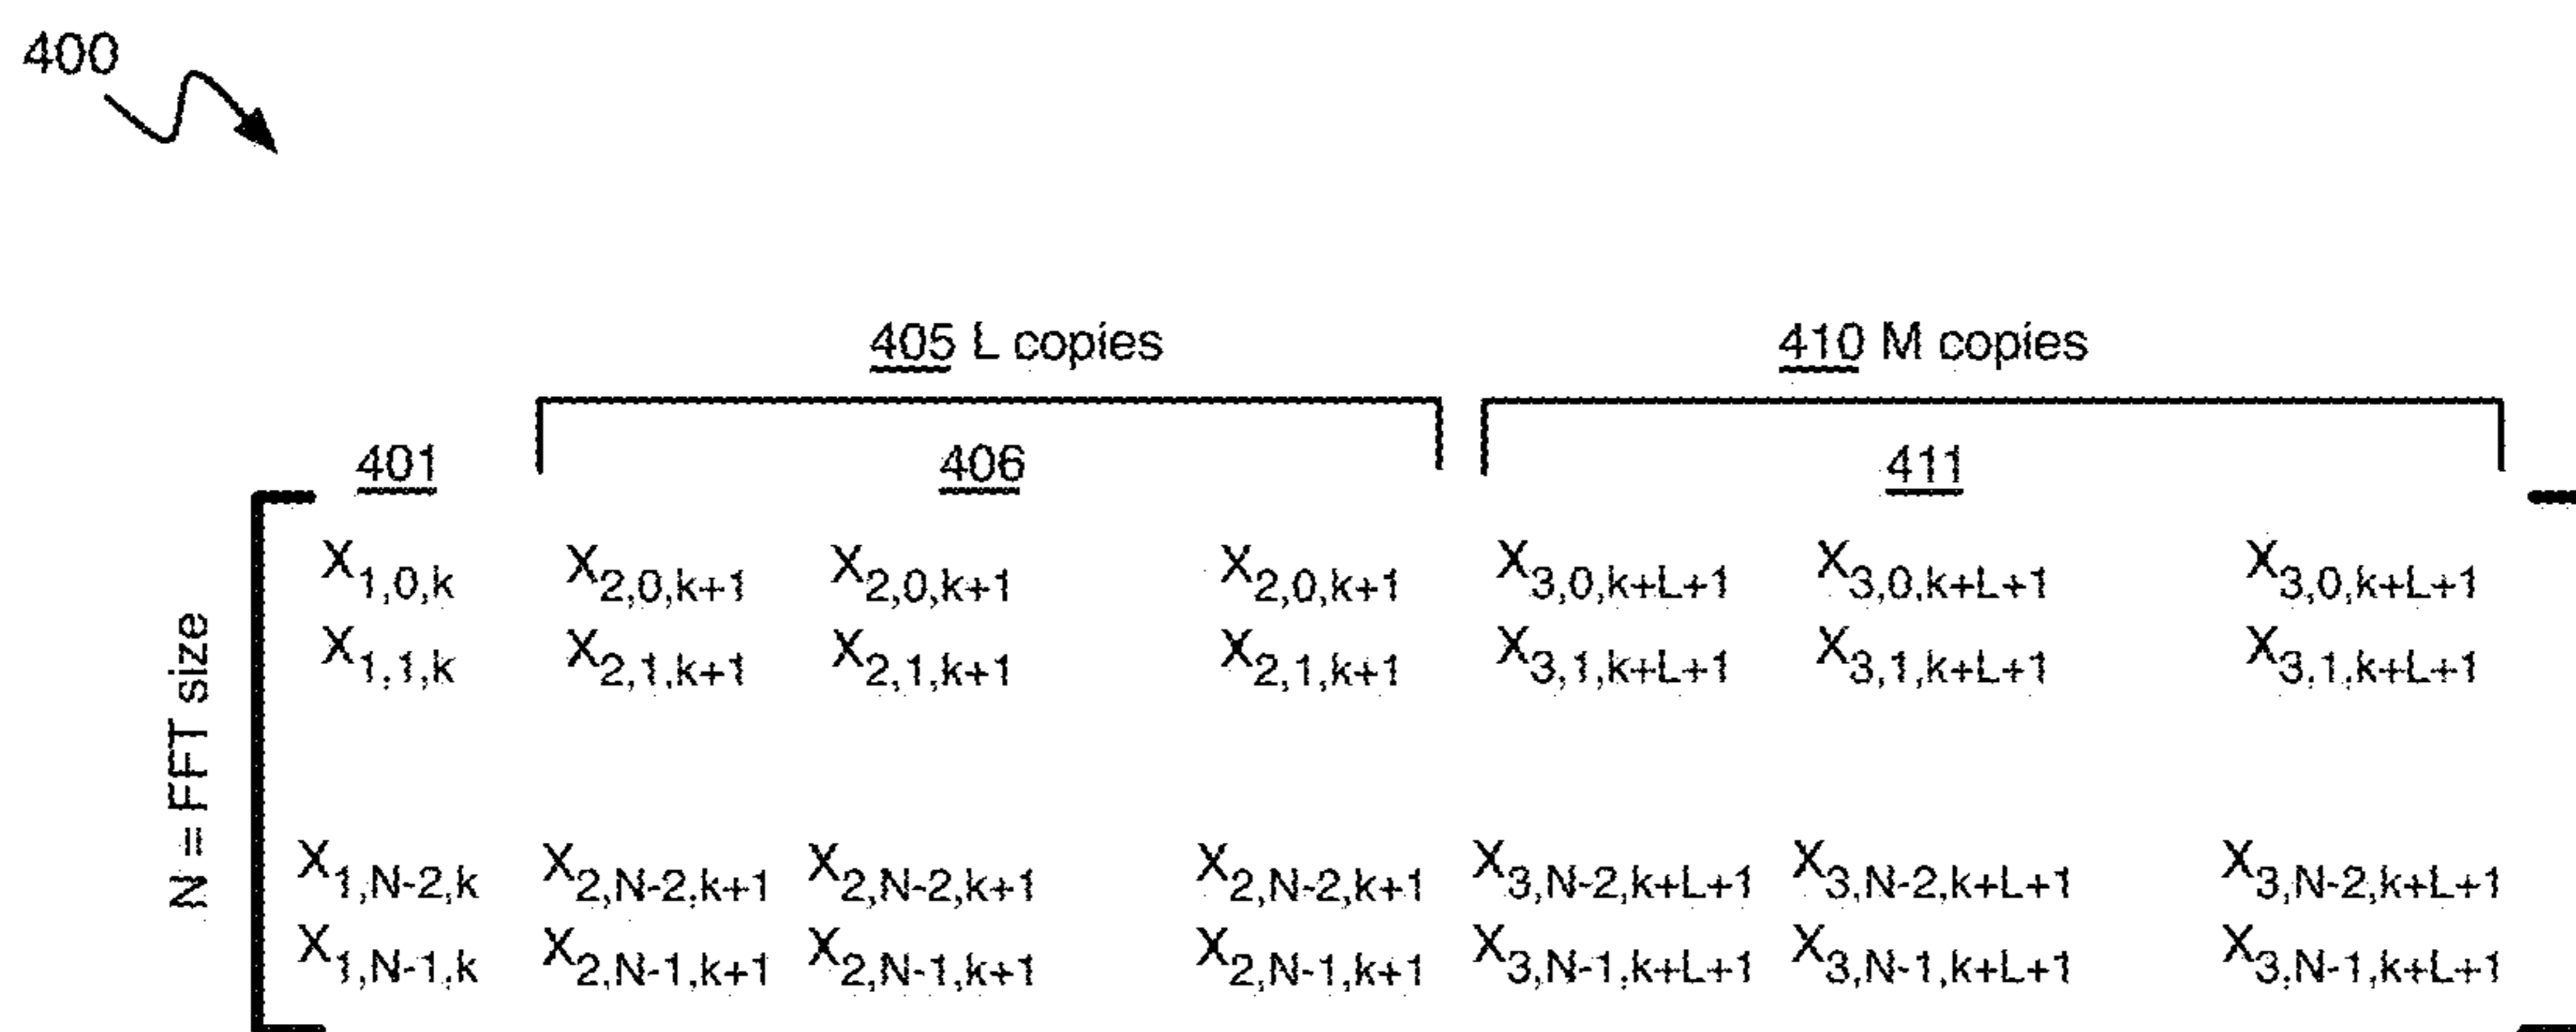 400
405 L copies 410 M copies
401 406 411
X1,0,k X2,0,k+1 X2,0,k+1 X2,0,k+1 X3,0,k+L+1 X3,0,k+L+1 X3,0,k+L+1
X1,1,k X2,1,k+1 X2,1,k+1 X2,1,k+1 X3,1,k+L+1 X3,1,k+L+1 X3,1,k+L+1
N = FFT size
X1,N-2,k X2,N-2,k+1 X2,N-2,k+1 X2,N-2,k+1 X3,N-2,k+L+1 X3,N-2,k+L+1 X3,N-2,k+L+1
X1,N-1,k X2,N-1,k+1 X2,N-1,k+1 X2,N-1,k+1 X3,N-1,k+L+1 X3,N-1,k+L+1 X3,N-1,k+L+1